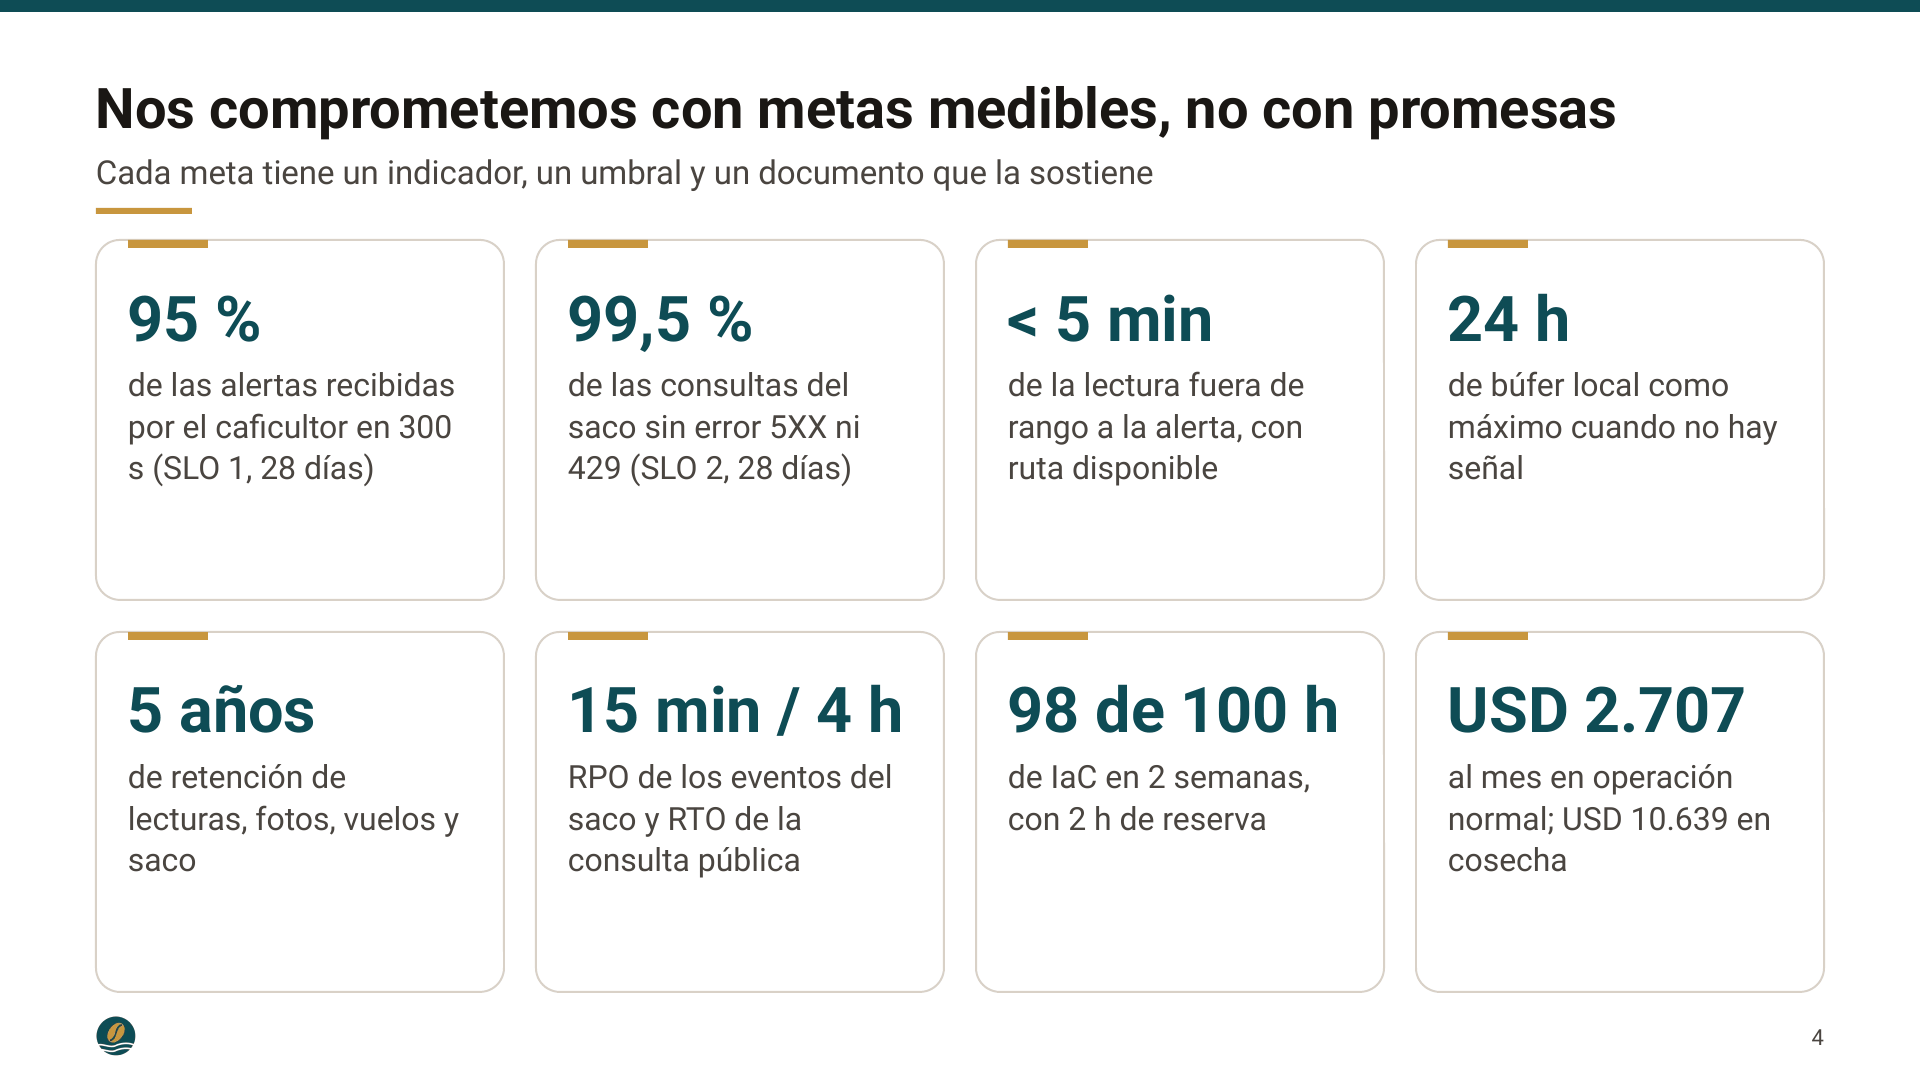 Nos comprometemos con metas medibles, no con promesas
Cada meta tiene un indicador, un umbral y un documento que la sostiene
95 %
de las alertas recibidas
por el caficultor en 300
s (SLO 1, 28 días)
99,5 %
de las consultas del
saco sin error 5XX ni
429 (SLO 2, 28 días)
< 5 min
de la lectura fuera de
rango a la alerta, con
ruta disponible
24 h
de búfer local como
máximo cuando no hay
señal
5 años
de retención de
lecturas, fotos, vuelos y
saco
15 min / 4 h
RPO de los eventos del
saco y RTO de la
consulta pública
98 de 100 h
de IaC en 2 semanas,
con 2 h de reserva
USD 2.707
al mes en operación
normal; USD 10.639 en
cosecha
4